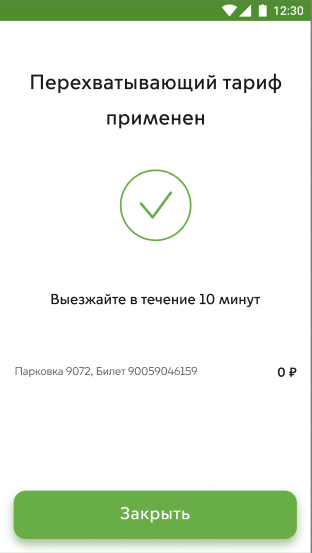 12:30
Перехватывающий тариф
применен
Выезжайте в течение 10 минут
Парковка 9072, Билет 90059046159 0 ₽
Закрыть